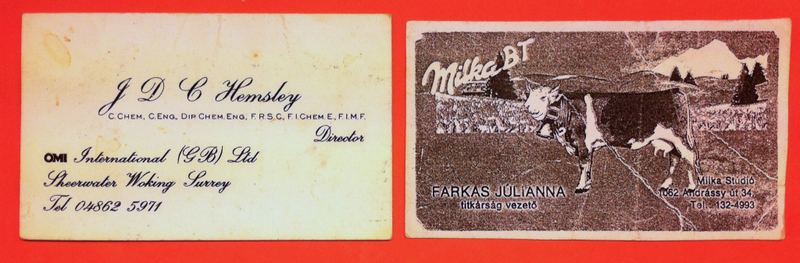 J D C Hemsley
C.CHEM, C.ENG, DIP CHEM.ENG, F.R.S.C, F.I.CHEM.E, F.I.M.F.
Director
OMI International (GB) Ltd
Sheerwater Woking Surrey
Tel 04862 5971
Milka BT
FARKAS JÚLIANNA
titkárság vezető
Milka Stúdió
1062 Andrássy út 34.
Tel.: 132-4993